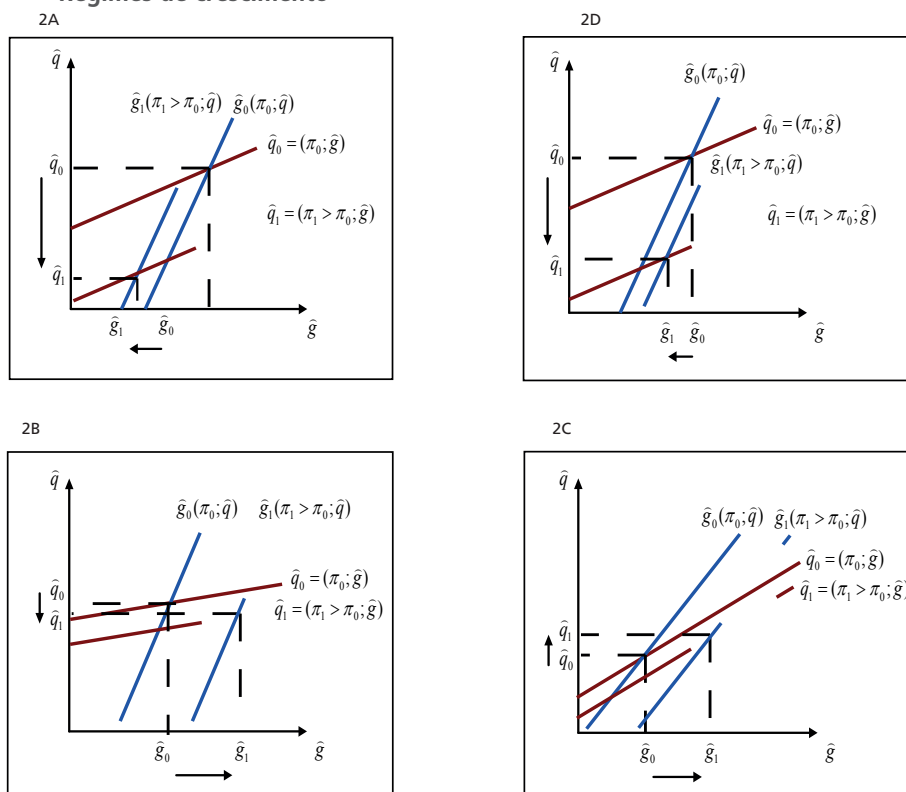 Regimes de crescimento
2A
q̂
ĝ₁(π₁ > π₀;q̂) ĝ₀(π₀;q̂)
q̂₀ = (π₀;ĝ)
q̂₀
q̂₁ = (π₁ > π₀;ĝ)
q̂₁
ĝ₁ ĝ₀ ĝ
2D
q̂
ĝ₀(π₀;q̂)
q̂₀ = (π₀;ĝ)
q̂₀
ĝ₁(π₁ > π₀;q̂)
q̂₁ = (π₁ > π₀;ĝ)
q̂₁
ĝ₁ ĝ₀ ĝ
2B
q̂
ĝ₀(π₀;q̂) ĝ₁(π₁ > π₀;q̂)
q̂₀ = (π₀;ĝ)
q̂₀
q̂₁ = (π₁ > π₀;ĝ)
q̂₁
ĝ₀ ĝ₁ ĝ
2C
q̂
ĝ₀(π₀;q̂) ĝ₁(π₁ > π₀;q̂)
q̂₀ = (π₀;ĝ)
q̂₁ = (π₁ > π₀;ĝ)
q̂₁
q̂₀
ĝ₀ ĝ₁ ĝ